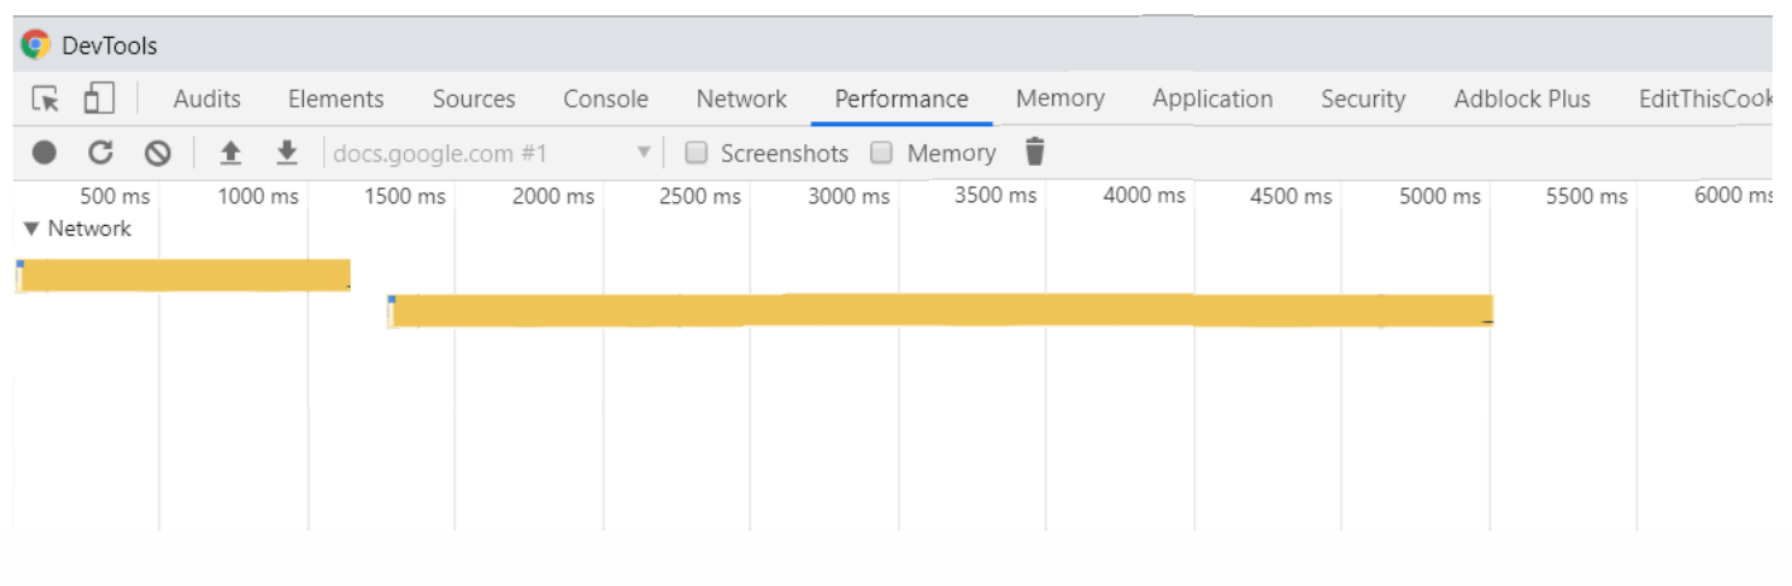 DevTools
Audits Elements Sources Console Network Performance Memory Application Security Adblock Plus EditThisCook
docs.google.com #1 Screenshots Memory
500 ms 1000 ms 1500 ms 2000 ms 2500 ms 3000 ms 3500 ms 4000 ms 4500 ms 5000 ms 5500 ms 6000 ms
Network